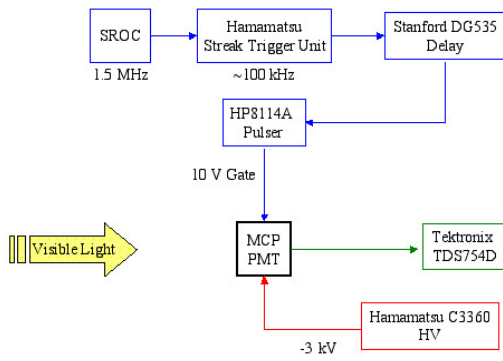 SROC
Hamamatsu
Streak Trigger Unit
Stanford DG535
Delay
1.5 MHz
~100 kHz
HP8114A
Pulser
10 V Gate
Visible Light
MCP
PMT
Tektronix
TDS754D
Hamamatsu C3360
HV
-3 kV